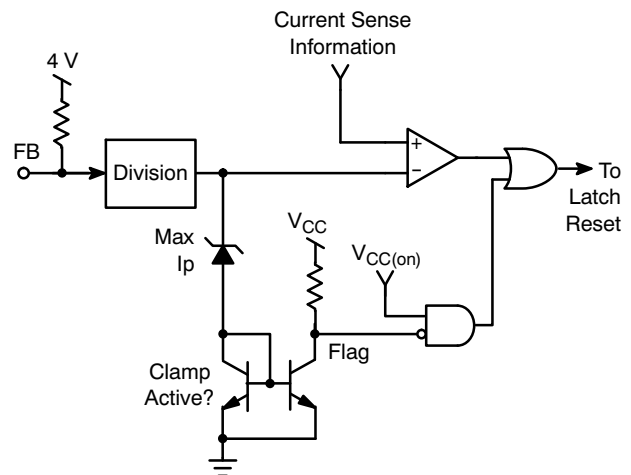 Current Sense
Information
4 V
FB
Division
+
−
To
Latch
Reset
Max
Ip
VCC
VCC(on)
Flag
Clamp
Active?